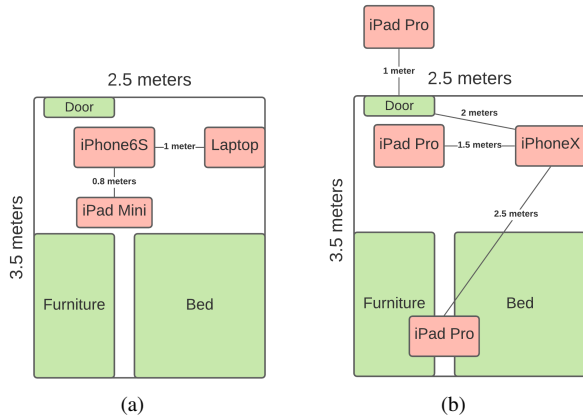 2.5 meters
Door
iPhone6S
1 meter
Laptop
0.8 meters
iPad Mini
3.5 meters
Furniture
Bed
(a)
iPad Pro
1 meter
2.5 meters
Door
2 meters
iPad Pro
1.5 meters
iPhoneX
2.5 meters
3.5 meters
Furniture
Bed
iPad Pro
(b)